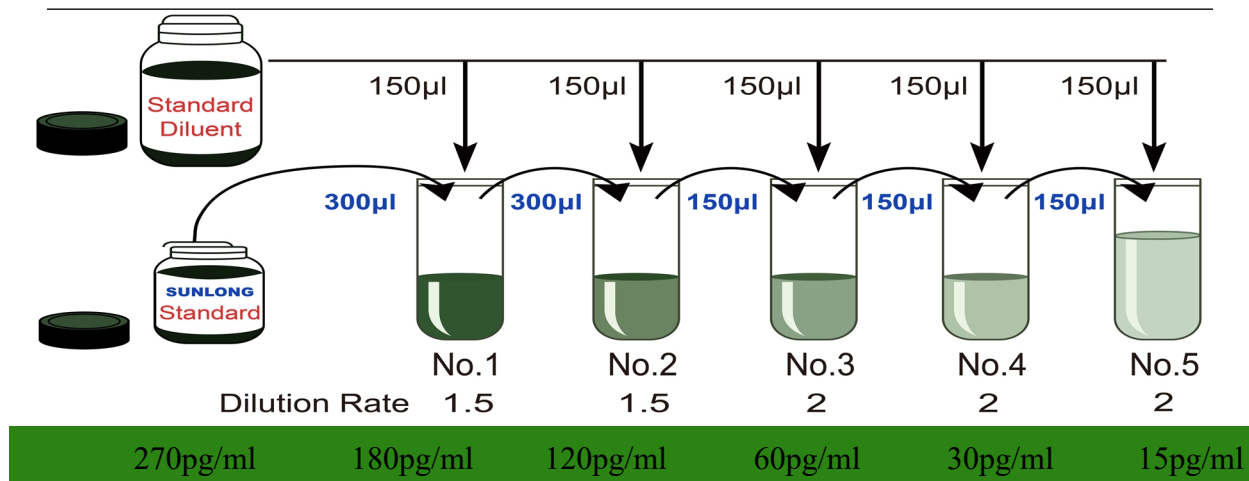 150µl 150µl 150µl 150µl 150µl
Standard
Diluent
300µl 300µl 150µl 150µl 150µl
SUNLONG
Standard
No.1 No.2 No.3 No.4 No.5
Dilution Rate 1.5 1.5 2 2 2
270pg/ml 180pg/ml 120pg/ml 60pg/ml 30pg/ml 15pg/ml